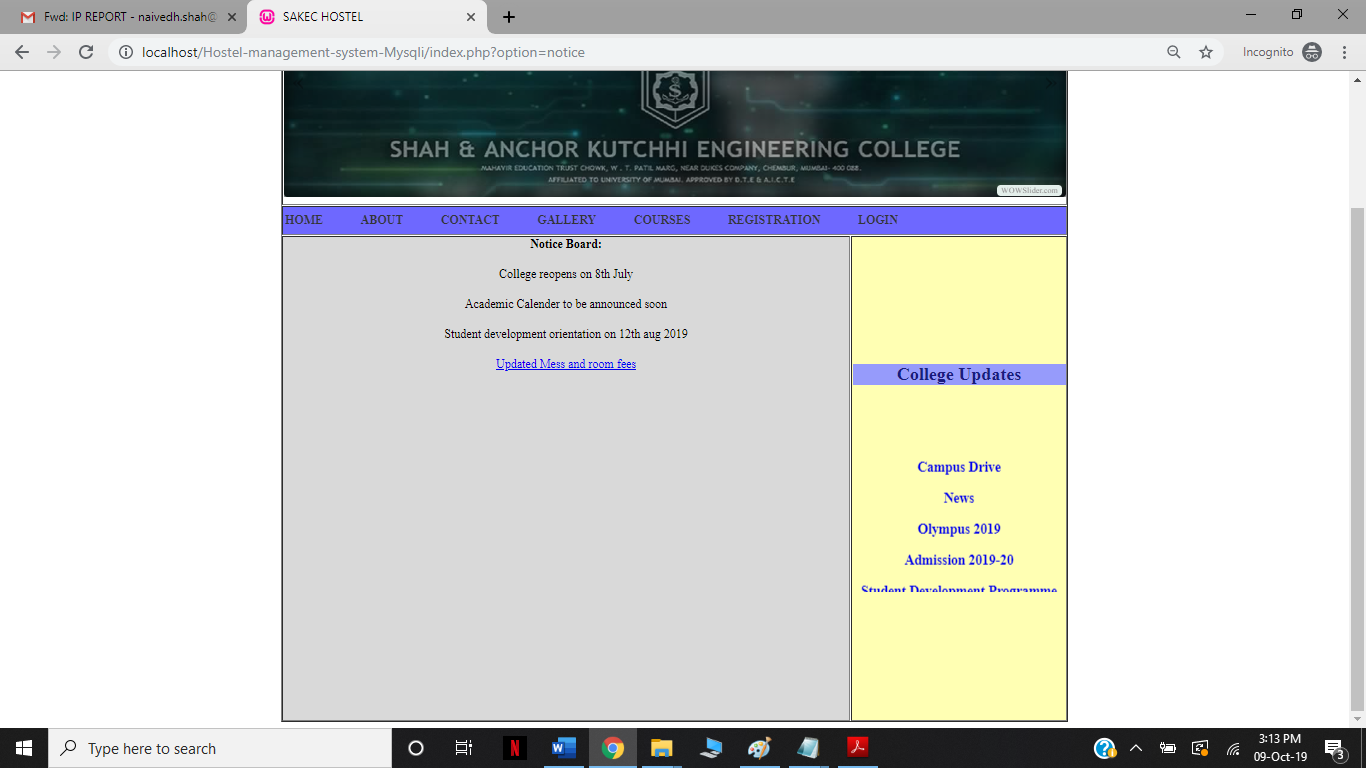 Fwd: IP REPORT - naivedh.shah@
SAKEC HOSTEL
localhost/Hostel-management-system-Mysqli/index.php?option=notice
Incognito
SHAH & ANCHOR KUTCHHI ENGINEERING COLLEGE
MAHAVIR EDUCATION TRUST CHOWK, W . T. PATIL MARG, NEAR DUKES COMPANY, CHEMBUR, MUMBAI- 400 088.
AFFILIATED TO UNIVERSITY OF MUMBAI. APPROVED BY D.T.E & A.I.C.T.E
WOWSlider.com
HOME ABOUT CONTACT GALLERY COURSES REGISTRATION LOGIN
Notice Board:
College reopens on 8th July
Academic Calender to be announced soon
Student development orientation on 12th aug 2019
Updated Mess and room fees
College Updates
Campus Drive
News
Olympus 2019
Admission 2019-20
Student Development Programme
Type here to search
3:13 PM
09-Oct-19
3